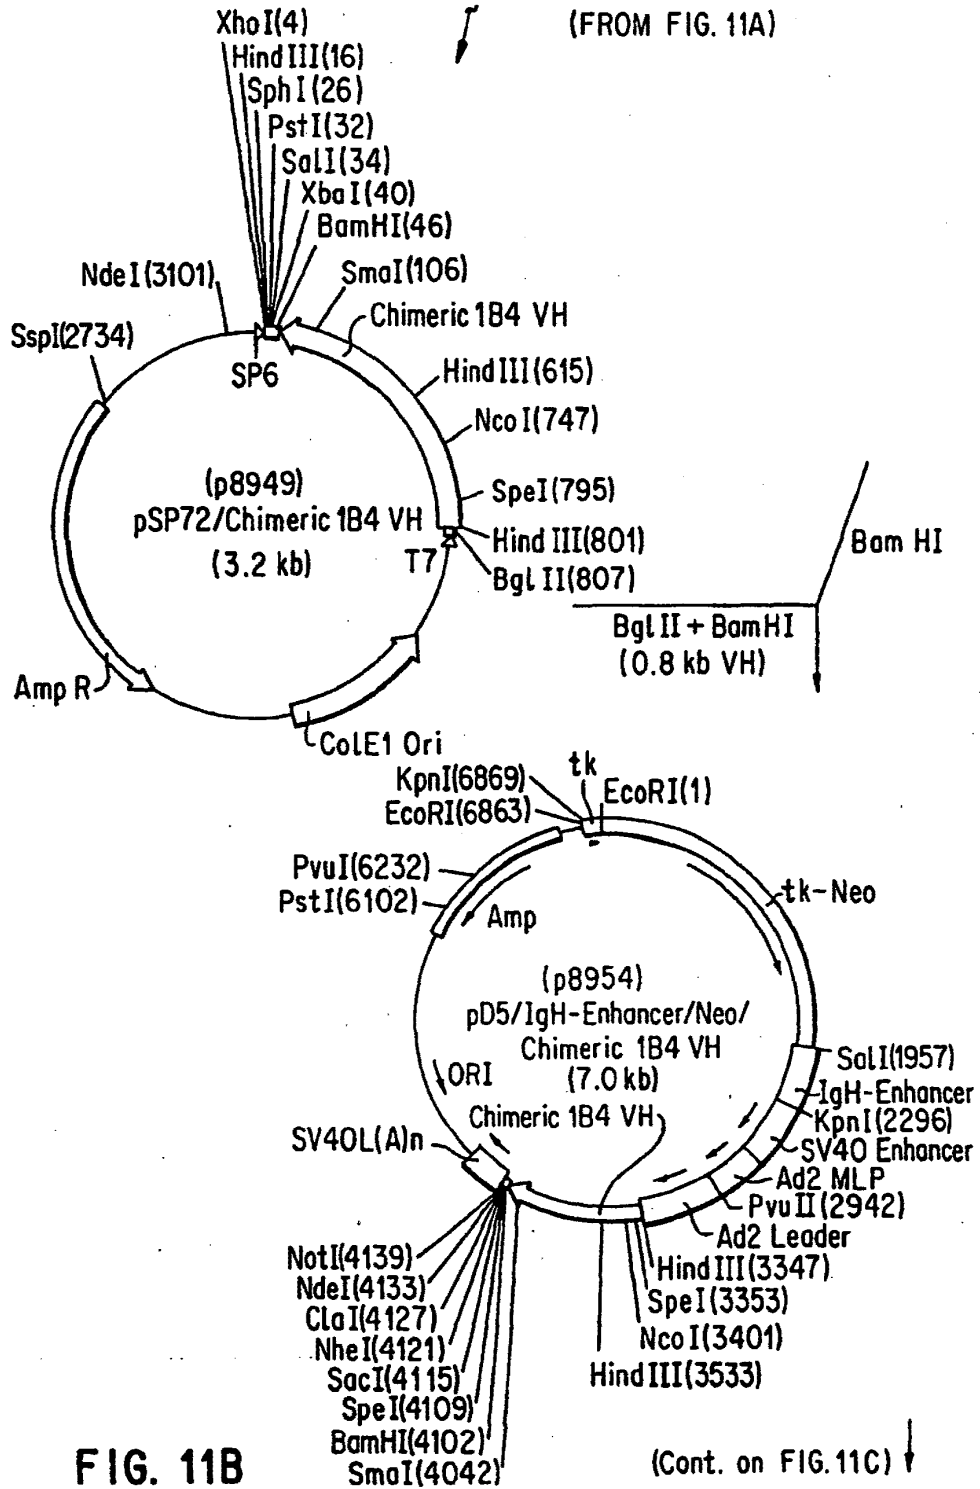 (FROM FIG. 11A)
XhoI(4)
HindIII(16)
SphI(26)
PstI(32)
SalI(34)
XbaI(40)
BamHI(46)
SmaI(106)
NdeI(3101)
Chimeric 1B4 VH
SspI(2734)
SP6
HindIII(615)
NcoI(747)
(p8949)
pSP72/Chimeric 1B4 VH
(3.2 kb)
SpeI(795)
HindIII(801)
T7
BglII(807)
Bam HI
BglII + BamHI
(0.8 kb VH)
Amp R
ColE1 Ori
KpnI(6869)
tk
EcoRI(1)
EcoRI(6863)
PvuI(6232)
PstI(6102)
Amp
tk-Neo
(p8954)
pD5/IgH-Enhancer/Neo/
Chimeric 1B4 VH
(7.0 kb)
Chimeric 1B4 VH
ORI
SalI(1957)
IgH-Enhancer
KpnI(2296)
SV40 Enhancer
SV40L(A)n
Ad2 MLP
PvuII(2942)
Ad2 Leader
HindIII(3347)
SpeI(3353)
NcoI(3401)
HindIII(3533)
NotI(4139)
NdeI(4133)
ClaI(4127)
NheI(4121)
SacI(4115)
SpeI(4109)
BamHI(4102)
SmaI(4042)
FIG. 11B
(Cont. on FIG.11C)